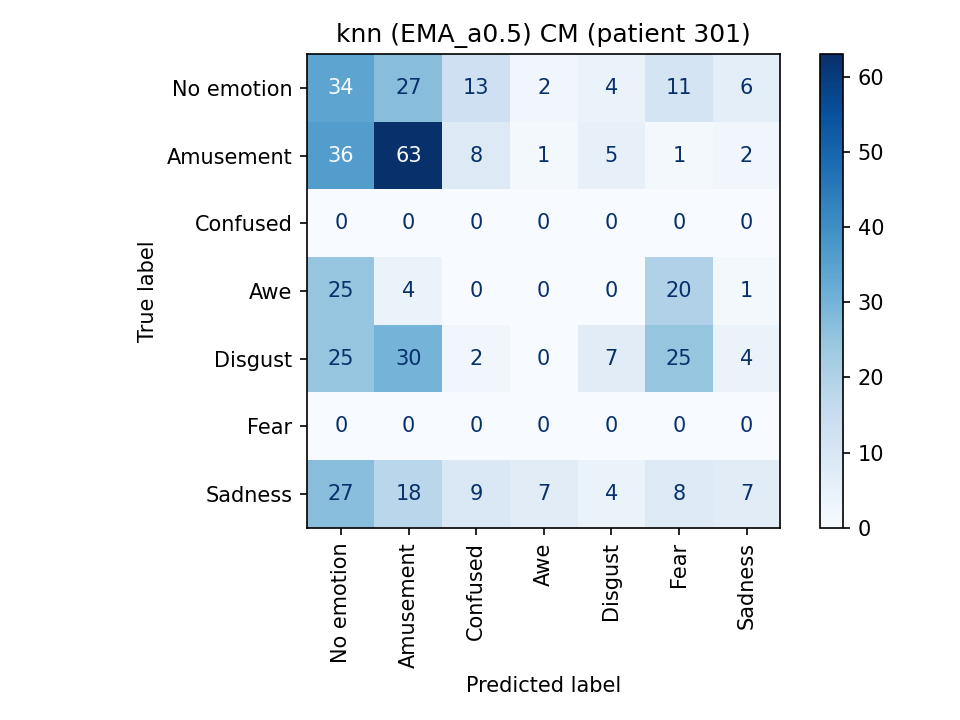 knn (EMA_a0.5) CM (patient 301)
No emotion 34 27 13 2 4 11 6
Amusement 36 63 8 1 5 1 2
Confused 0 0 0 0 0 0 0
Awe 25 4 0 0 0 20 1
Disgust 25 30 2 0 7 25 4
Fear 0 0 0 0 0 0 0
Sadness 27 18 9 7 4 8 7
True label
No emotion
Amusement
Confused
Awe
Disgust
Fear
Sadness
Predicted label
60
50
40
30
20
10
0